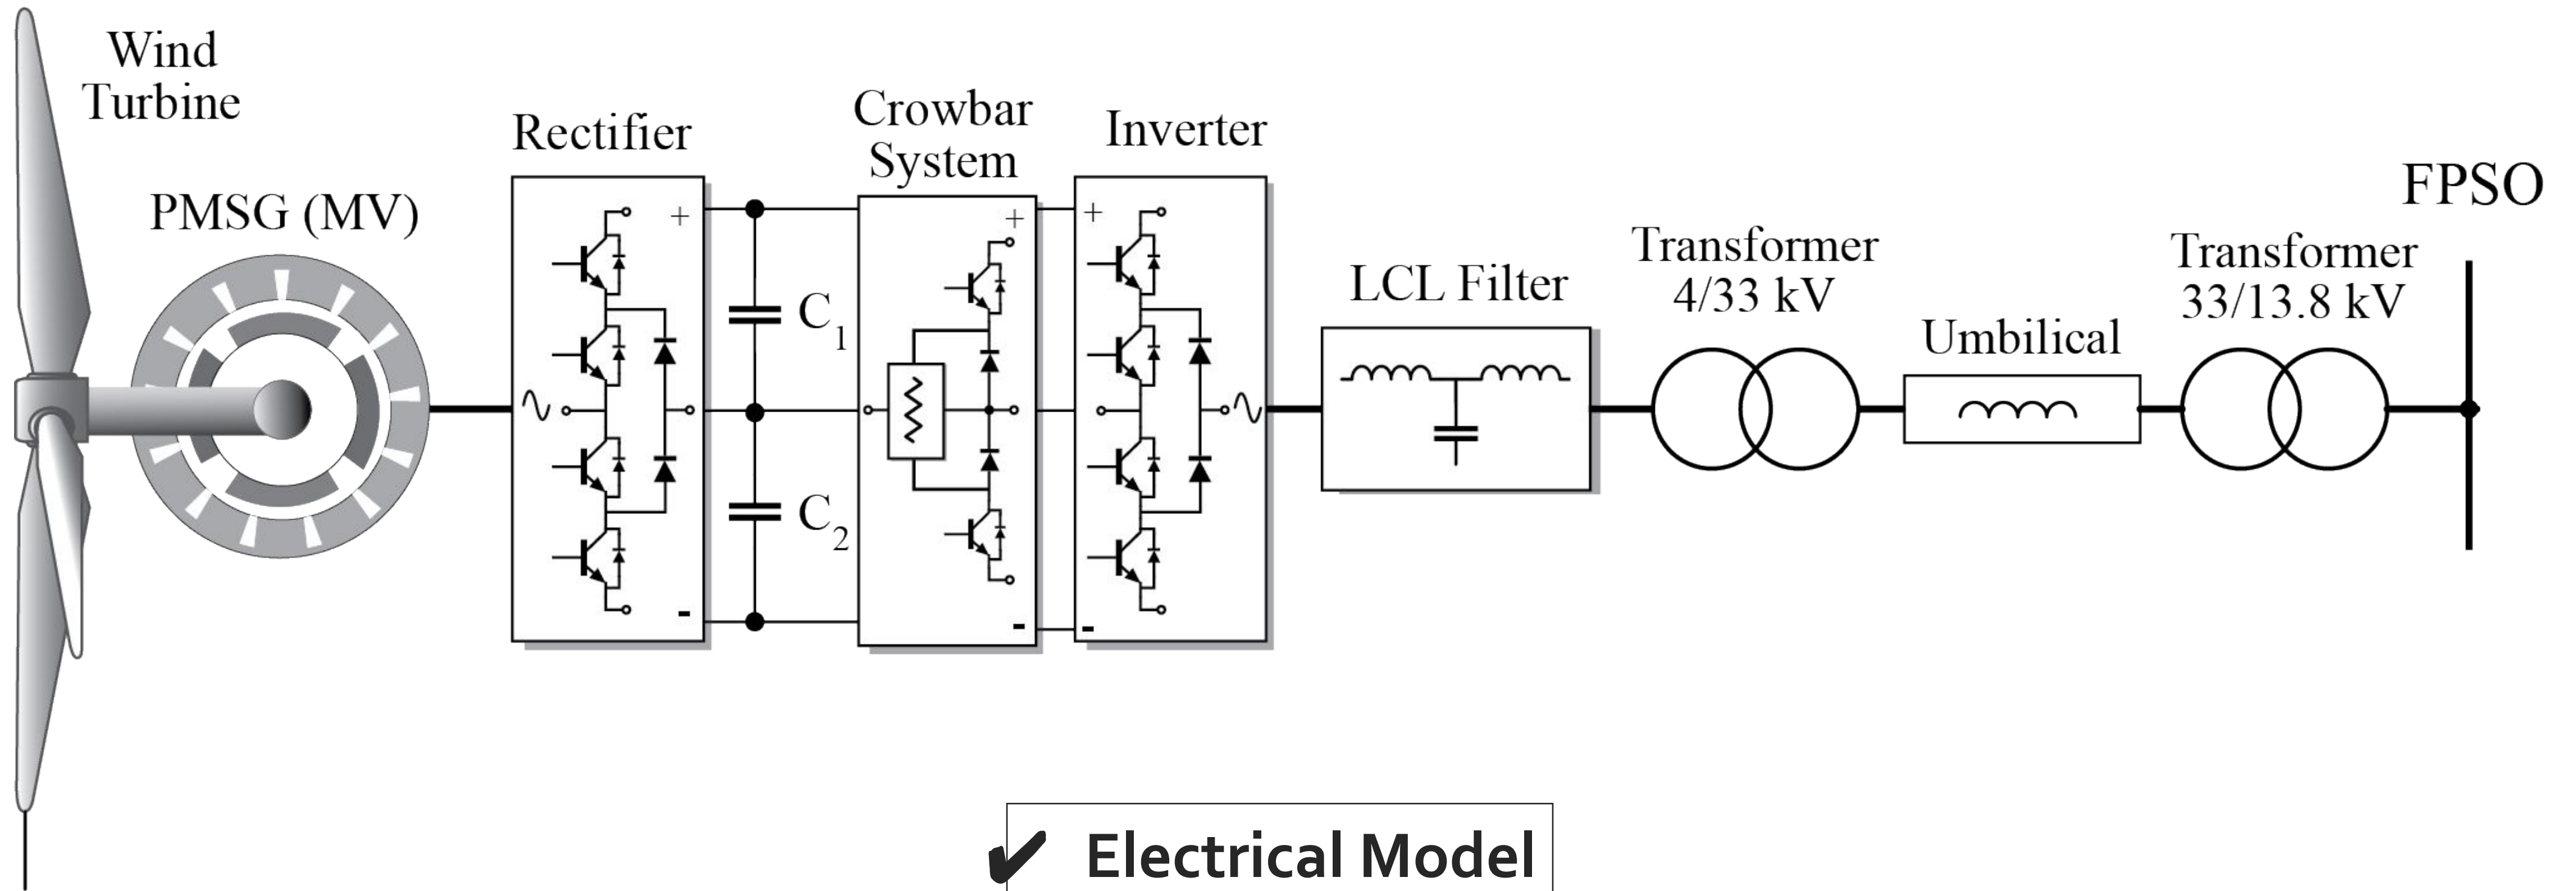 Wind
Turbine
PMSG (MV)
Rectifier
+
-
C1
C2
Crowbar
System
+
-
Inverter
+
-
LCL Filter
Transformer
4/33 kV
Umbilical
Transformer
33/13.8 kV
FPSO
✔ Electrical Model